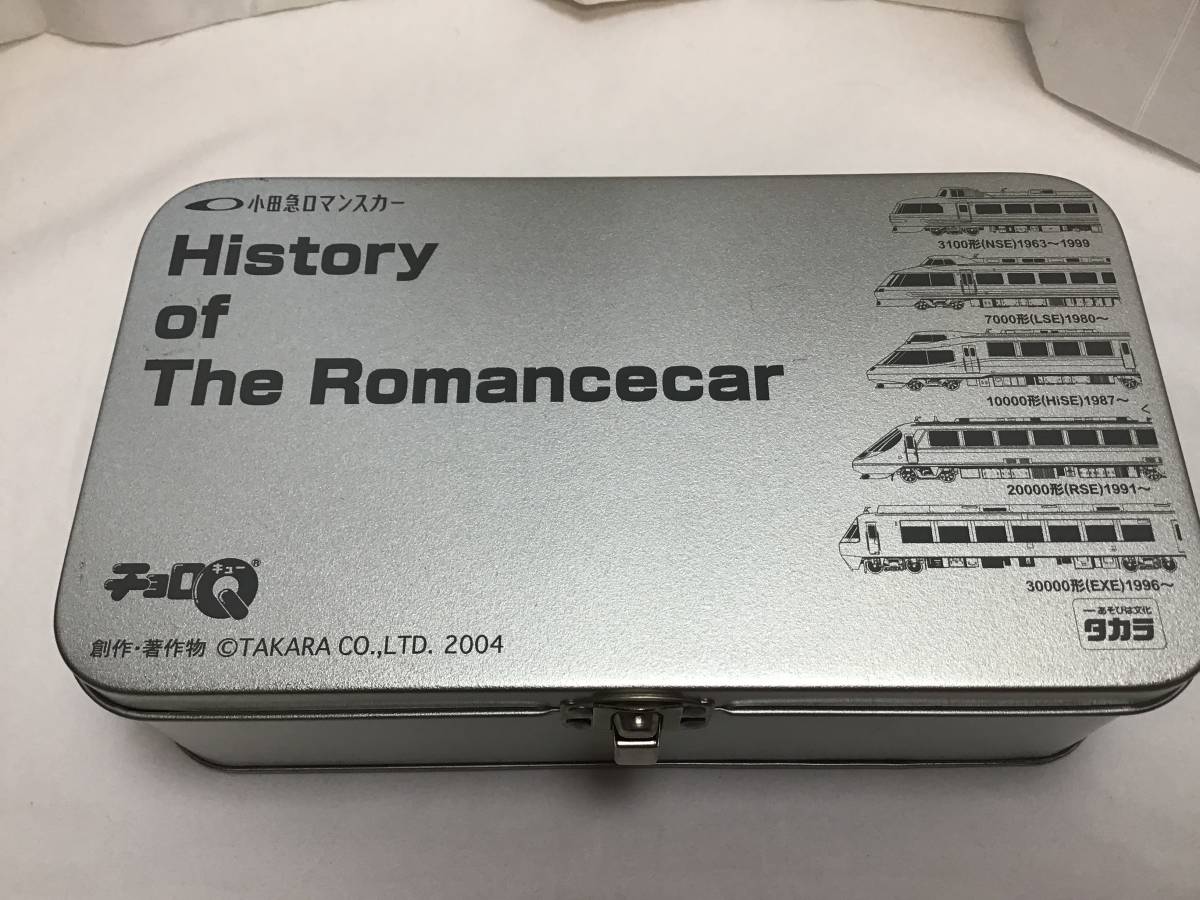 小田急ロマンスカー
History
of
The Romancecar
3100形(NSE)1963～1999
7000形(LSE)1980～
10000形(HiSE)1987～
20000形(RSE)1991～
30000形(EXE)1996～
チョロQ®
キュー
創作・著作物 ©TAKARA CO.,LTD. 2004
あそびは文化
タカラ